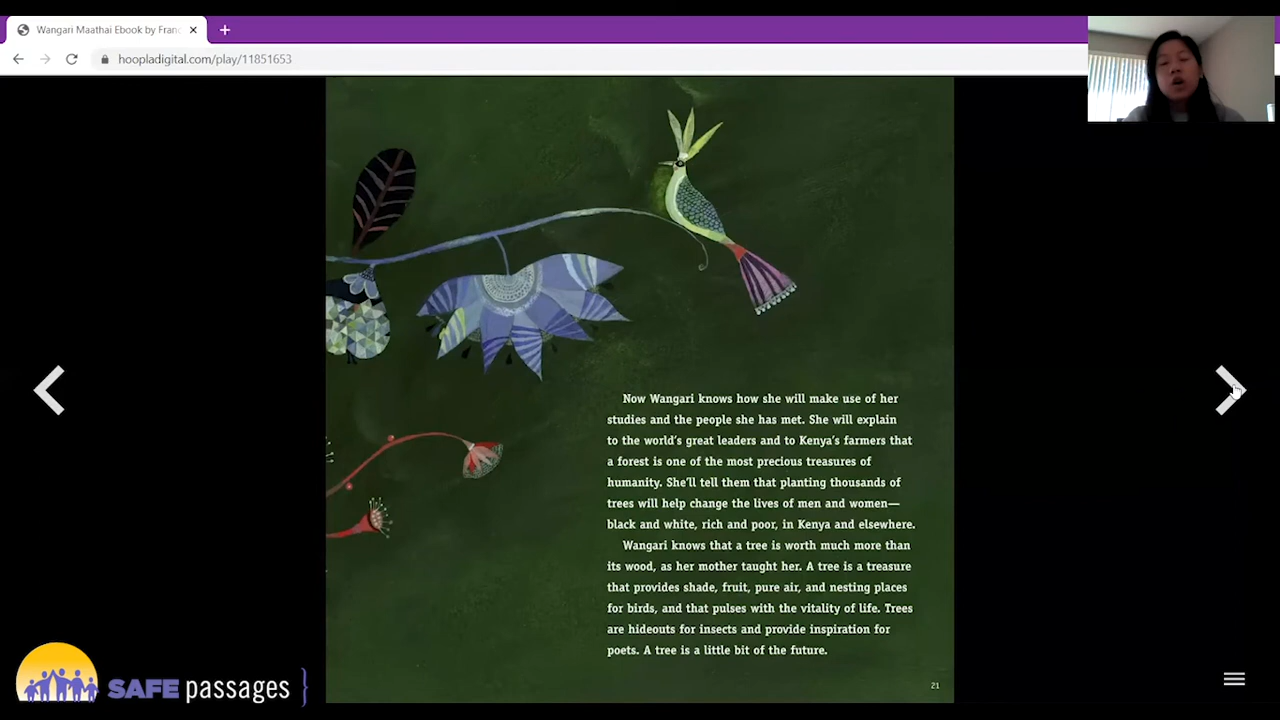 Wangari Maathai Ebook by Franc
hoopladigital.com/play/11851653
Now Wangari knows how she will make use of her
studies and the people she has met. She will explain
to the world's great leaders and to Kenya's farmers that
a forest is one of the most precious treasures of
humanity. She'll tell them that planting thousands of
trees will help change the lives of men and women—
black and white, rich and poor, in Kenya and elsewhere.
Wangari knows that a tree is worth much more than
its wood, as her mother taught her. A tree is a treasure
that provides shade, fruit, pure air, and nesting places
for birds, and that pulses with the vitality of life. Trees
are hideouts for insects and provide inspiration for
poets. A tree is a little bit of the future.
21
SAFE passages